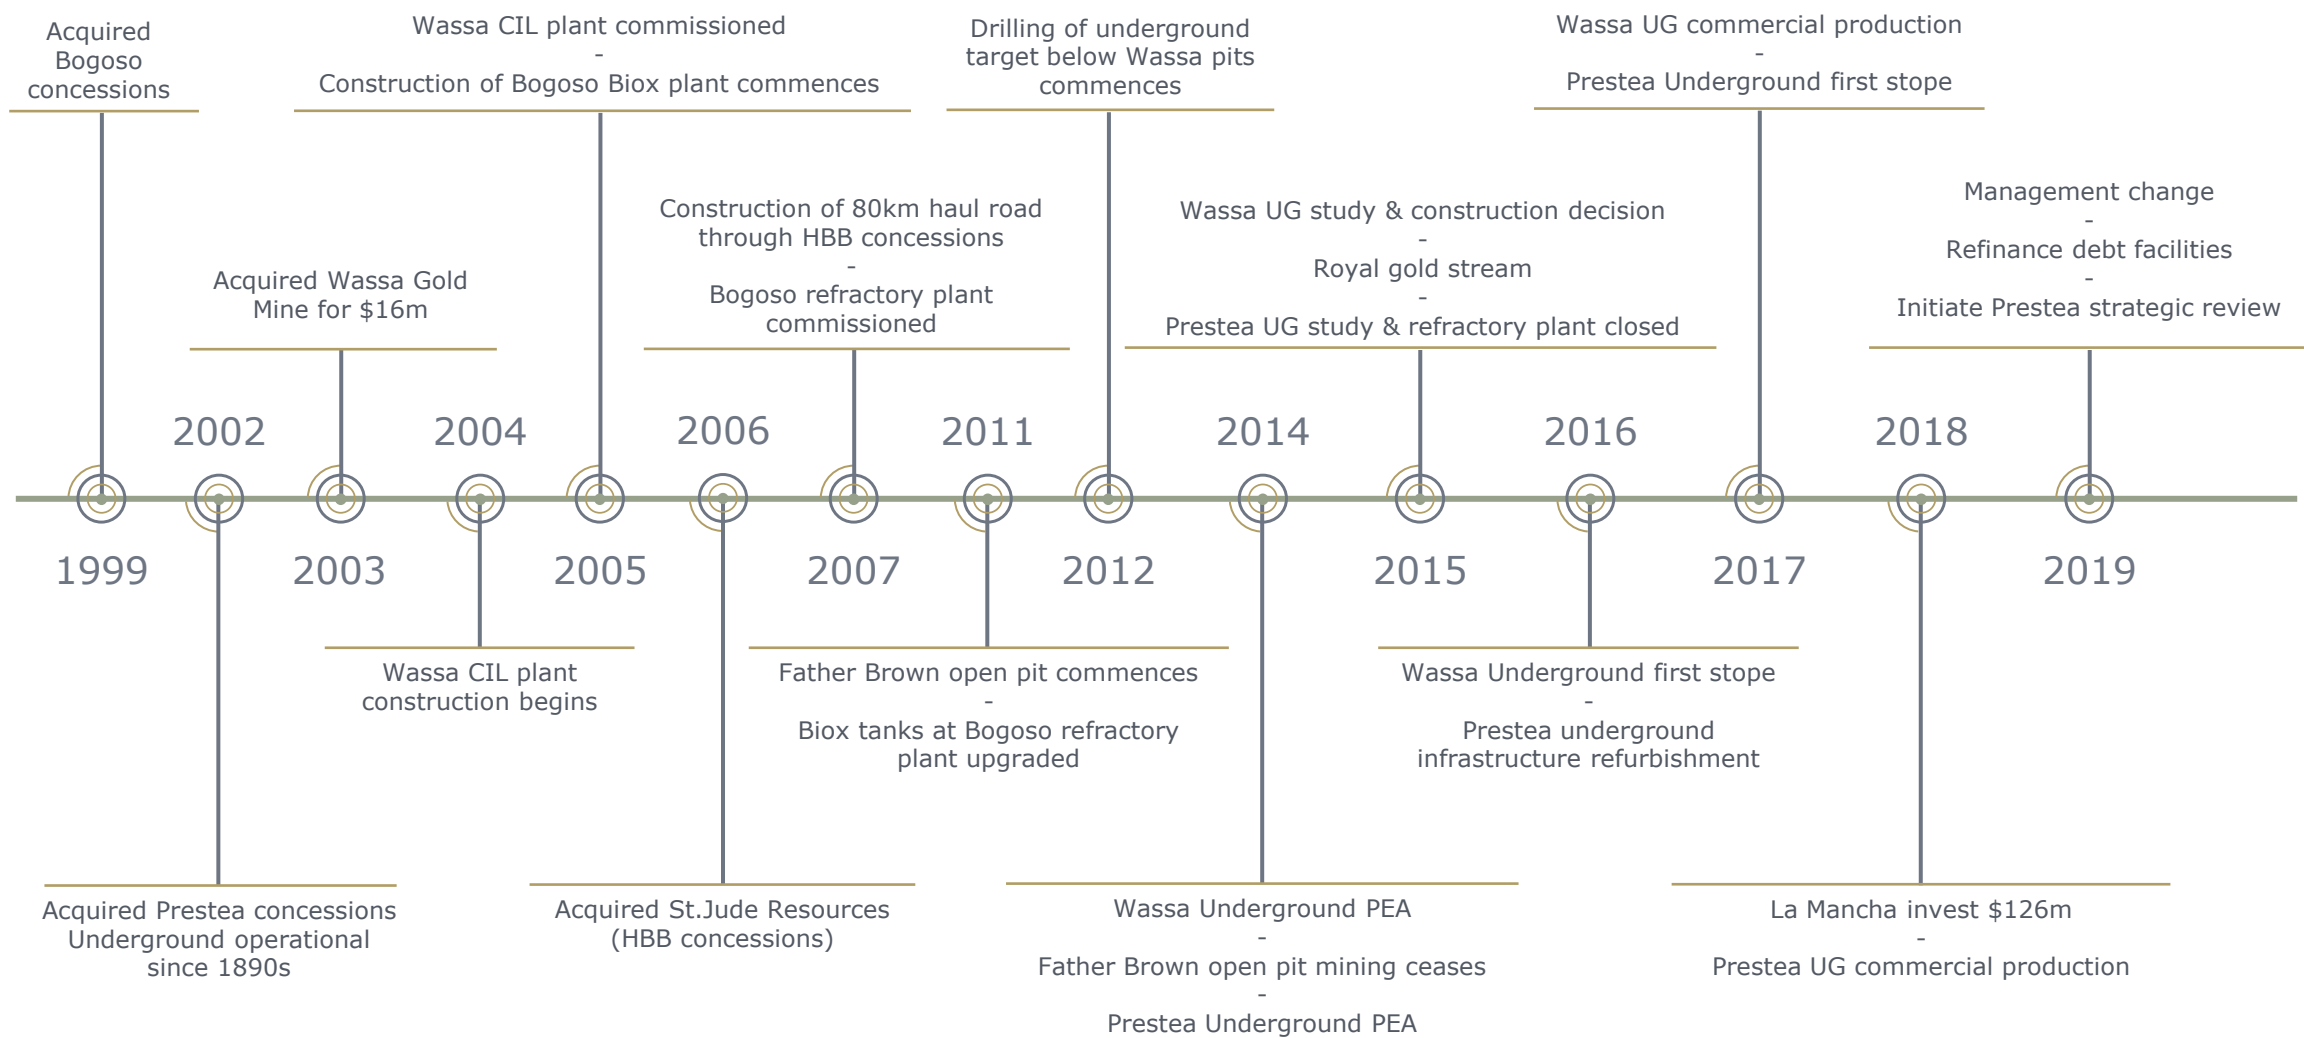 Acquired
Bogoso
concessions
Wassa CIL plant commissioned
-
Construction of Bogoso Biox plant commences
Drilling of underground
target below Wassa pits
commences
Wassa UG commercial production
-
Prestea Underground first stope
Acquired Wassa Gold
Mine for $16m
Construction of 80km haul road
through HBB concessions
-
Bogoso refractory plant
commissioned
Wassa UG study & construction decision
-
Royal gold stream
-
Prestea UG study & refractory plant closed
Management change
-
Refinance debt facilities
-
Initiate Prestea strategic review
2002
2004
2006
2011
2014
2016
2018
1999
2003
2005
2007
2012
2015
2017
2019
Wassa CIL plant
construction begins
Father Brown open pit commences
-
Biox tanks at Bogoso refractory
plant upgraded
Wassa Underground first stope
-
Prestea underground
infrastructure refurbishment
Acquired Prestea concessions
Underground operational
since 1890s
Acquired St.Jude Resources
(HBB concessions)
Wassa Underground PEA
-
Father Brown open pit mining ceases
-
Prestea Underground PEA
La Mancha invest $126m
-
Prestea UG commercial production